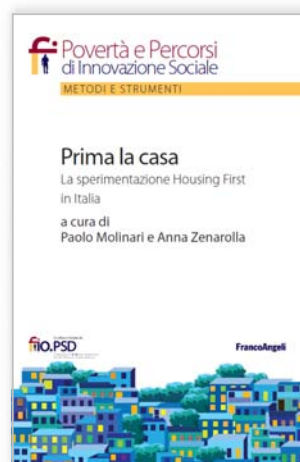 Povertà e Percorsi
di Innovazione Sociale
METODI E STRUMENTI
Prima la casa
La sperimentazione Housing First
in Italia
a cura di
Paolo Molinari e Anna Zenarolla
fiO.PSD
FrancoAngeli